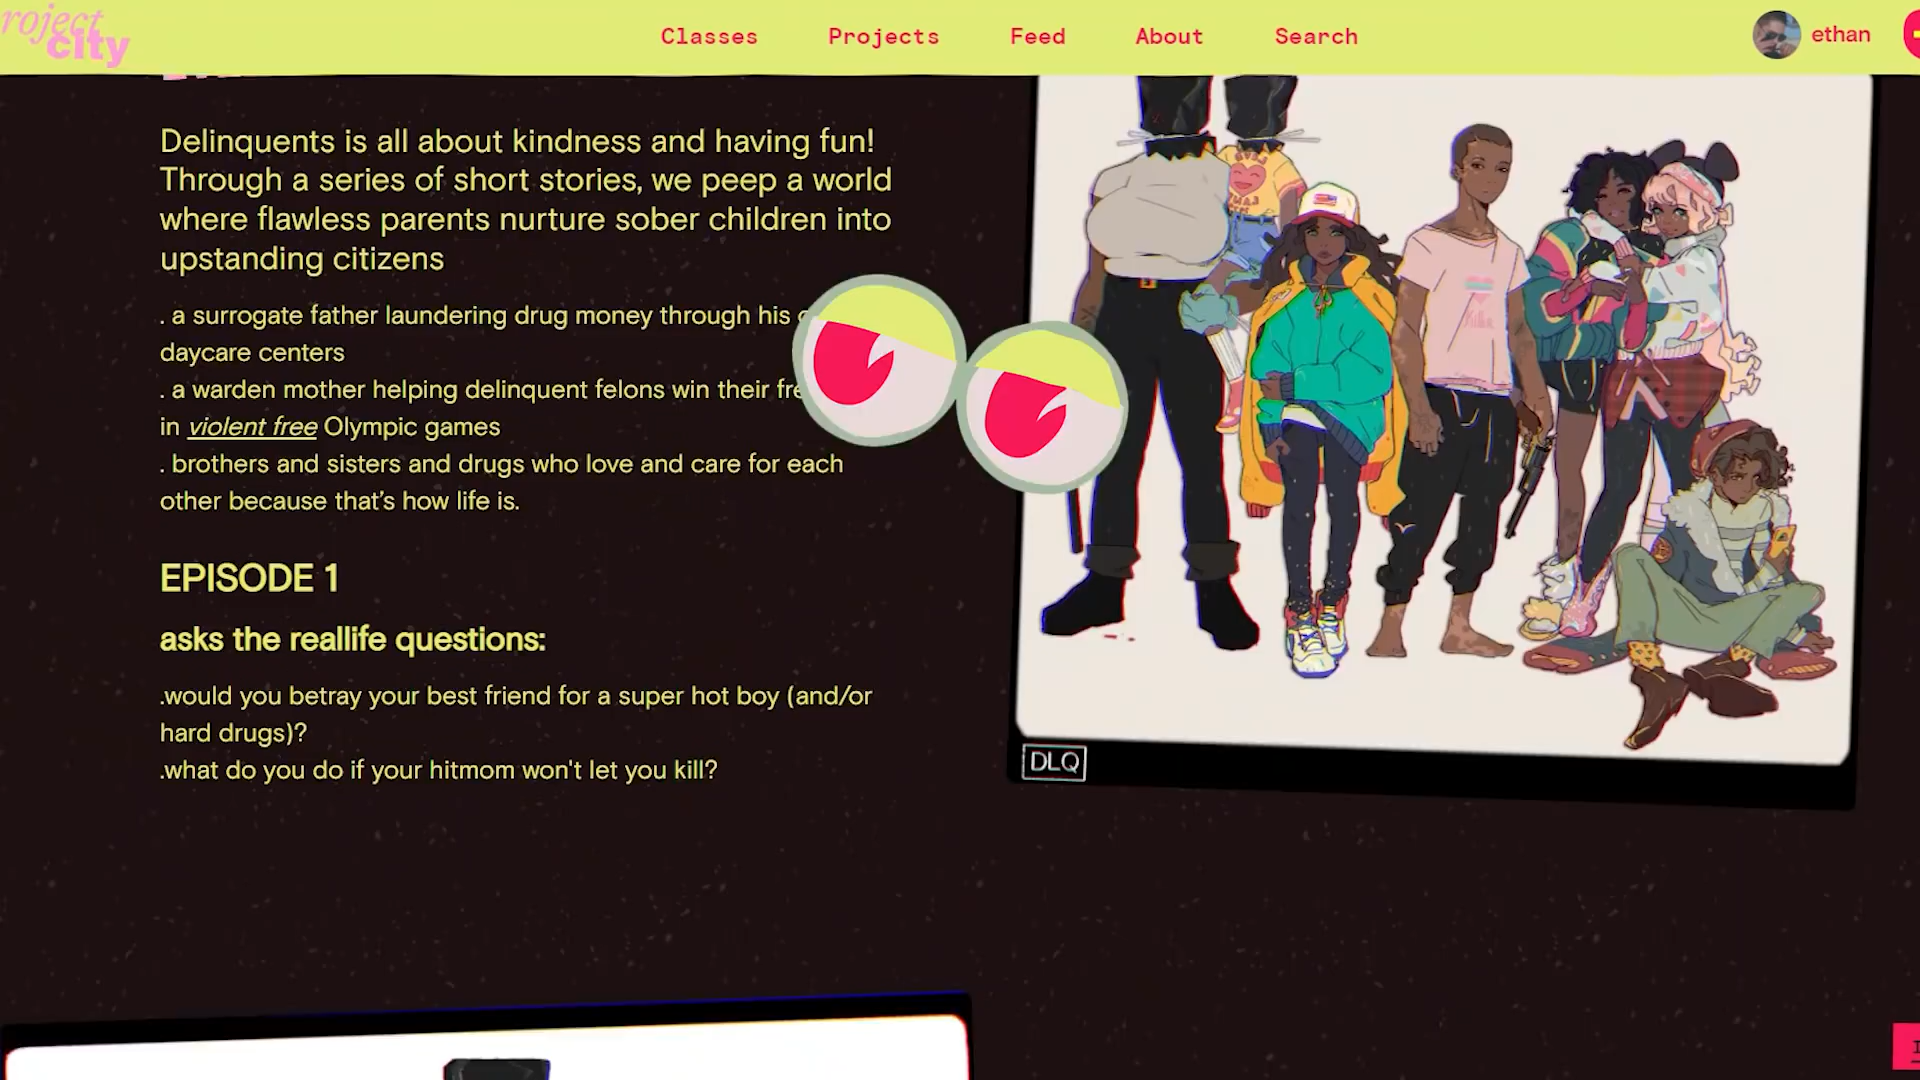 roject
city
Classes
Projects
Feed
About
Search
ethan
Delinquents is all about kindness and having fun!
Through a series of short stories, we peep a world
where flawless parents nurture sober children into
upstanding citizens
. a surrogate father laundering drug money through his
daycare centers
. a warden mother helping delinquent felons win their
in violent free Olympic games
. brothers and sisters and drugs who love and care for each
other because that's how life is.
EPISODE 1
asks the reallife questions:
.would you betray your best friend for a super hot boy (and/or
hard drugs)?
.what do you do if your hitmom won't let you kill?
DLQ